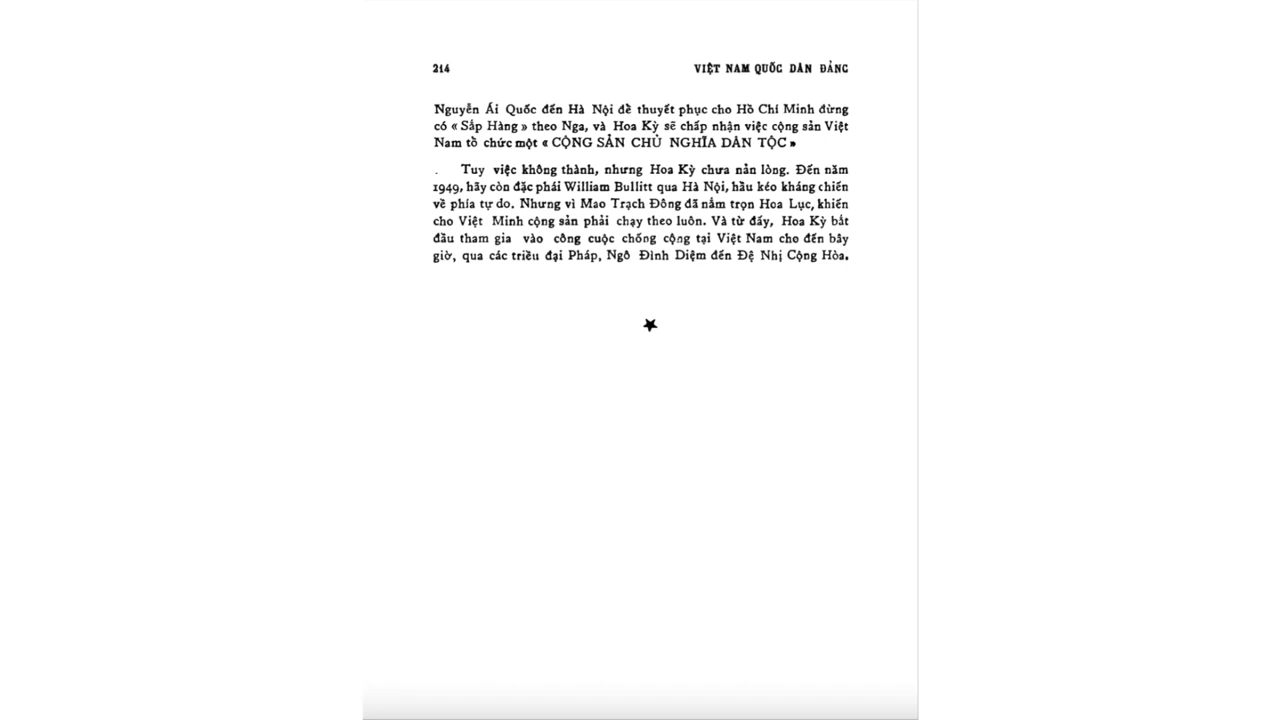 214 VIỆT NAM QUỐC DÂN ĐẢNG
Nguyễn Ái Quốc đến Hà Nội để thuyết phục cho Hồ Chí Minh đừng
có « Sắp Hàng » theo Nga, và Hoa Kỳ sẽ chấp nhận việc cộng sản Việt
Nam tổ chức một « CỘNG SẢN CHỦ NGHĨA DÂN TỘC »
. Tuy việc không thành, nhưng Hoa Kỳ chưa nản lòng. Đến năm
1949, hãy còn đặc phái William Bullitt qua Hà Nội, hầu kéo kháng chiến
về phía tự do. Nhưng vì Mao Trạch Đông đã nắm trọn Hoa Lục, khiến
cho Việt Minh cộng sản phải chạy theo luôn. Và từ đấy, Hoa Kỳ bắt
đầu tham gia vào công cuộc chống cộng tại Việt Nam cho đến bây
giờ, qua các triều đại Pháp, Ngô Đình Diệm đến Đệ Nhị Cộng Hòa.